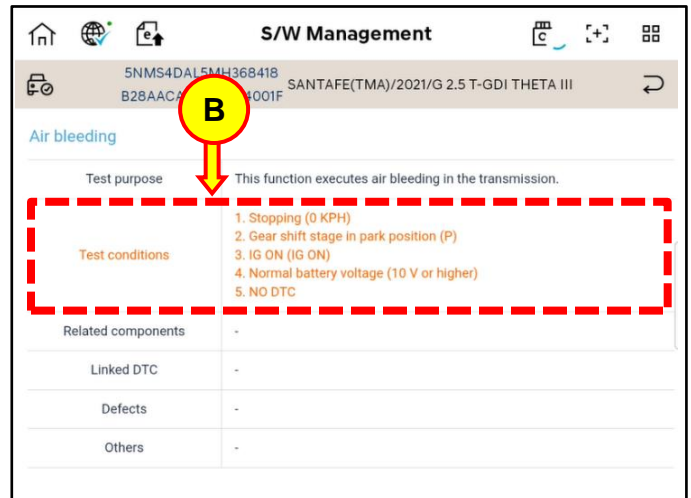 S/W Management
5NMS4DAL5MH368418
SANTAFE(TMA)/2021/G 2.5 T-GDI THETA III
B28AACA
4001F
B
Air bleeding
Test purpose
This function executes air bleeding in the transmission.
Test conditions
1. Stopping (0 KPH)
2. Gear shift stage in park position (P)
3. IG ON (IG ON)
4. Normal battery voltage (10 V or higher)
5. NO DTC
Related components
-
Linked DTC
-
Defects
-
Others
-